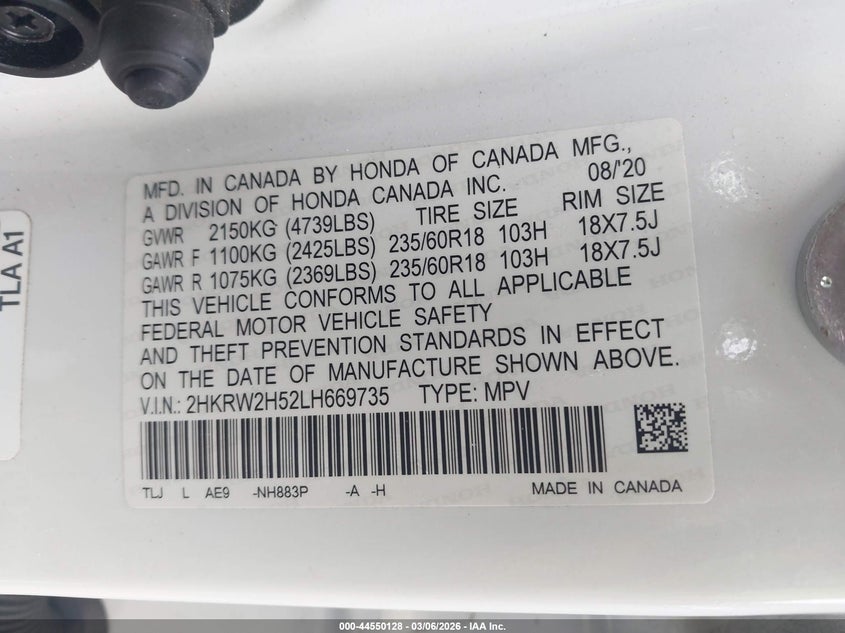 MFD. IN CANADA BY HONDA OF CANADA MFG.,
A DIVISION OF HONDA CANADA INC. 08/'20
GVWR 2150KG (4739LBS) TIRE SIZE RIM SIZE
GAWR F 1100KG (2425LBS) 235/60R18 103H 18X7.5J
GAWR R 1075KG (2369LBS) 235/60R18 103H 18X7.5J
THIS VEHICLE CONFORMS TO ALL APPLICABLE
FEDERAL MOTOR VEHICLE SAFETY
AND THEFT PREVENTION STANDARDS IN EFFECT
ON THE DATE OF MANUFACTURE SHOWN ABOVE.
V.I.N.: 2HKRW2H52LH669735 TYPE: MPV
TLJ L AE9 -NH883P -A -H MADE IN CANADA
TLA A1
000-44550128 - 03/06/2026 - IAA Inc.